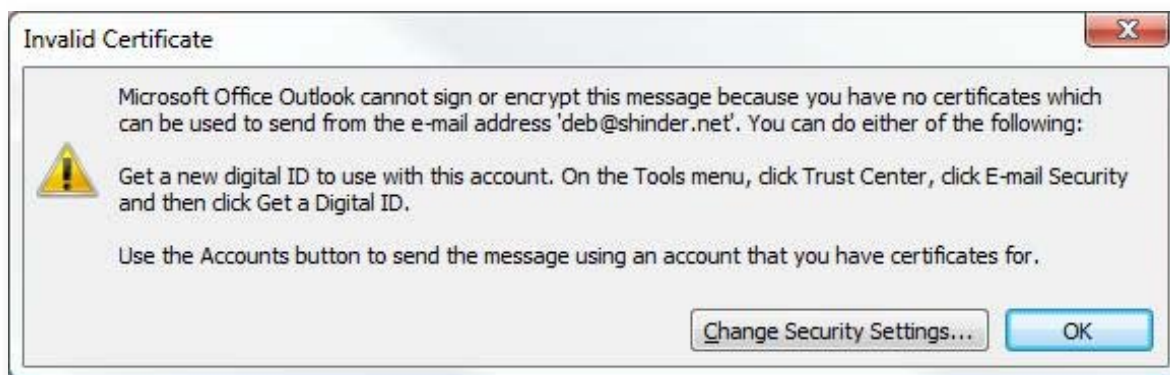 Invalid Certificate
Microsoft Office Outlook cannot sign or encrypt this message because you have no certificates which
can be used to send from the e-mail address 'deb@shinder.net'. You can do either of the following:
Get a new digital ID to use with this account. On the Tools menu, click Trust Center, click E-mail Security
and then click Get a Digital ID.
Use the Accounts button to send the message using an account that you have certificates for.
Change Security Settings... OK